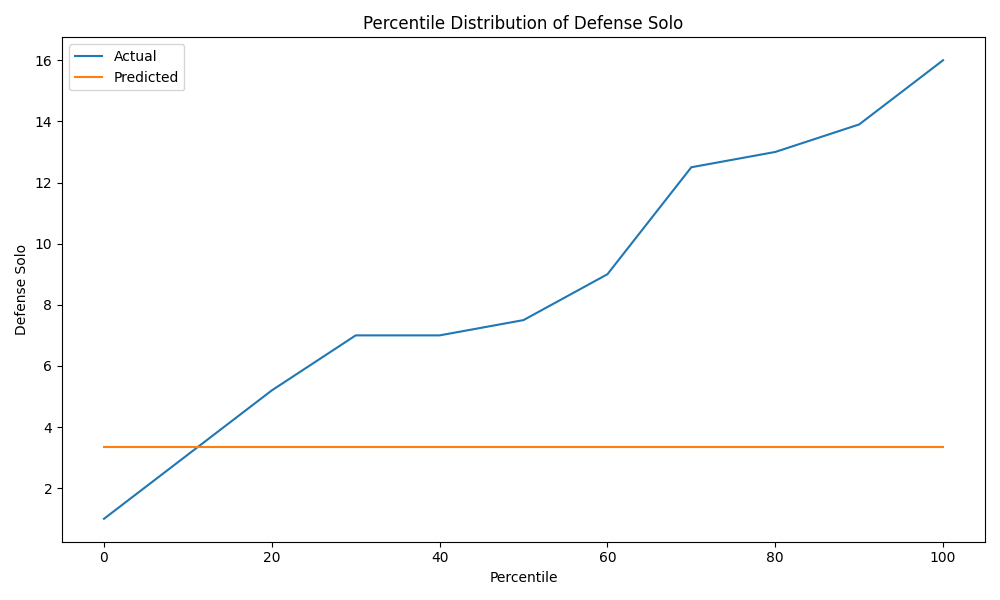 Percentile Distribution of Defense Solo
Actual
Predicted
16
14
12
10
8
6
4
2
Defense Solo
0 20 40 60 80 100
Percentile